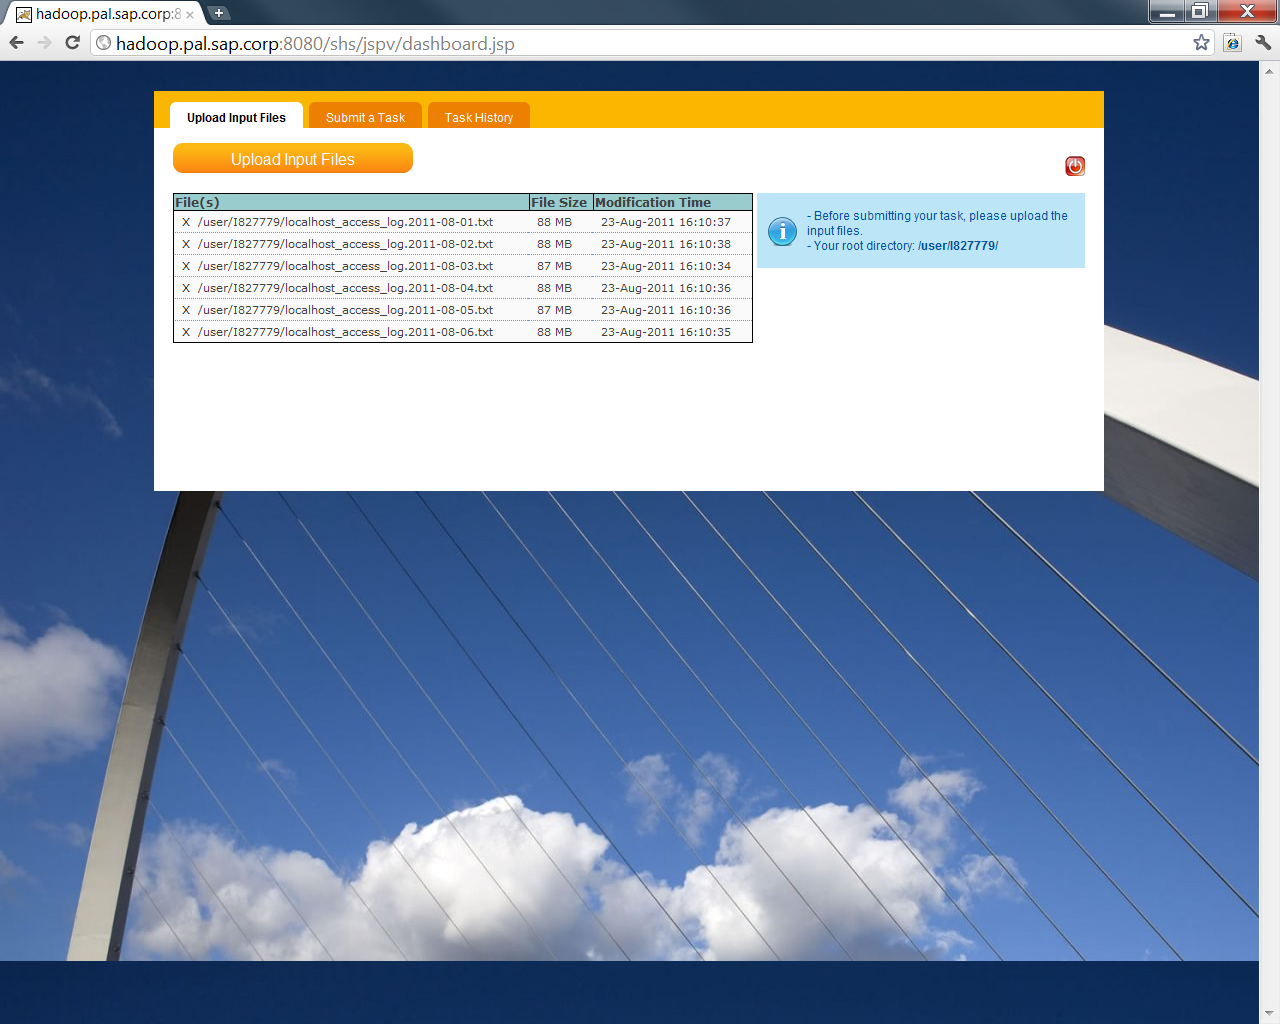 hadoop.pal.sap.corp:8
hadoop.pal.sap.corp:8080/shs/jspv/dashboard.jsp
Upload Input Files
Submit a Task
Task History
Upload Input Files
File(s) File Size Modification Time
X /user/I827779/localhost_access_log.2011-08-01.txt 88 MB 23-Aug-2011 16:10:37
X /user/I827779/localhost_access_log.2011-08-02.txt 88 MB 23-Aug-2011 16:10:38
X /user/I827779/localhost_access_log.2011-08-03.txt 87 MB 23-Aug-2011 16:10:34
X /user/I827779/localhost_access_log.2011-08-04.txt 88 MB 23-Aug-2011 16:10:36
X /user/I827779/localhost_access_log.2011-08-05.txt 87 MB 23-Aug-2011 16:10:36
X /user/I827779/localhost_access_log.2011-08-06.txt 88 MB 23-Aug-2011 16:10:35
- Before submitting your task, please upload the
input files.
- Your root directory: /user/I827779/